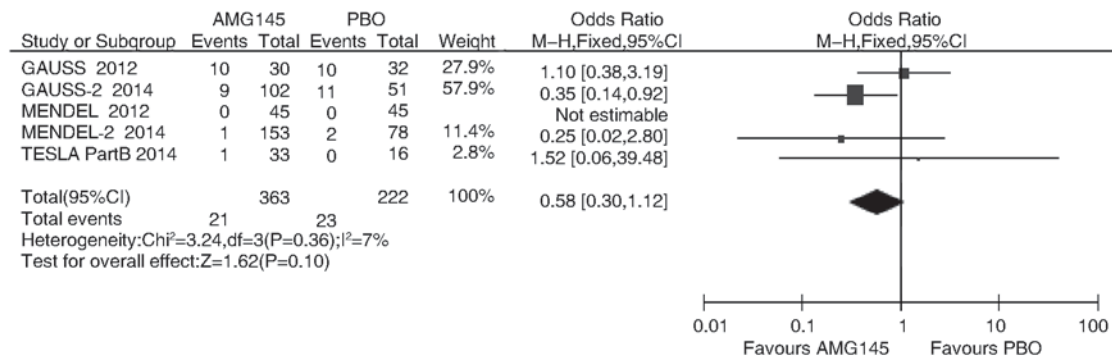 AMG145 PBO Odds Ratio Odds Ratio
Study or Subgroup Events Total Events Total Weight M–H,Fixed,95%CI M–H,Fixed,95%CI
GAUSS 2012 10 30 10 32 27.9% 1.10 [0.38,3.19]
GAUSS-2 2014 9 102 11 51 57.9% 0.35 [0.14,0.92]
MENDEL 2012 0 45 0 45 Not estimable
MENDEL-2 2014 1 153 2 78 11.4% 0.25 [0.02,2.80]
TESLA PartB 2014 1 33 0 16 2.8% 1.52 [0.06,39.48]
Total(95%CI) 363 222 100% 0.58 [0.30,1.12]
Total events 21 23
Heterogeneity:Chi²=3.24,df=3(P=0.36);I²=7%
Test for overall effect:Z=1.62(P=0.10)
0.01 0.1 1 10 100
Favours AMG145 Favours PBO